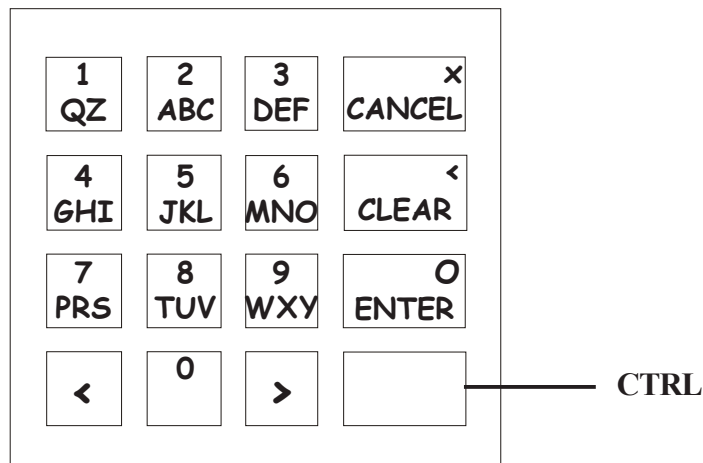 1 2 3 x
QZ ABC DEF CANCEL
4 5 6 <
GHI JKL MNO CLEAR
7 8 9 O
PRS TUV WXY ENTER
< 0 >
CTRL